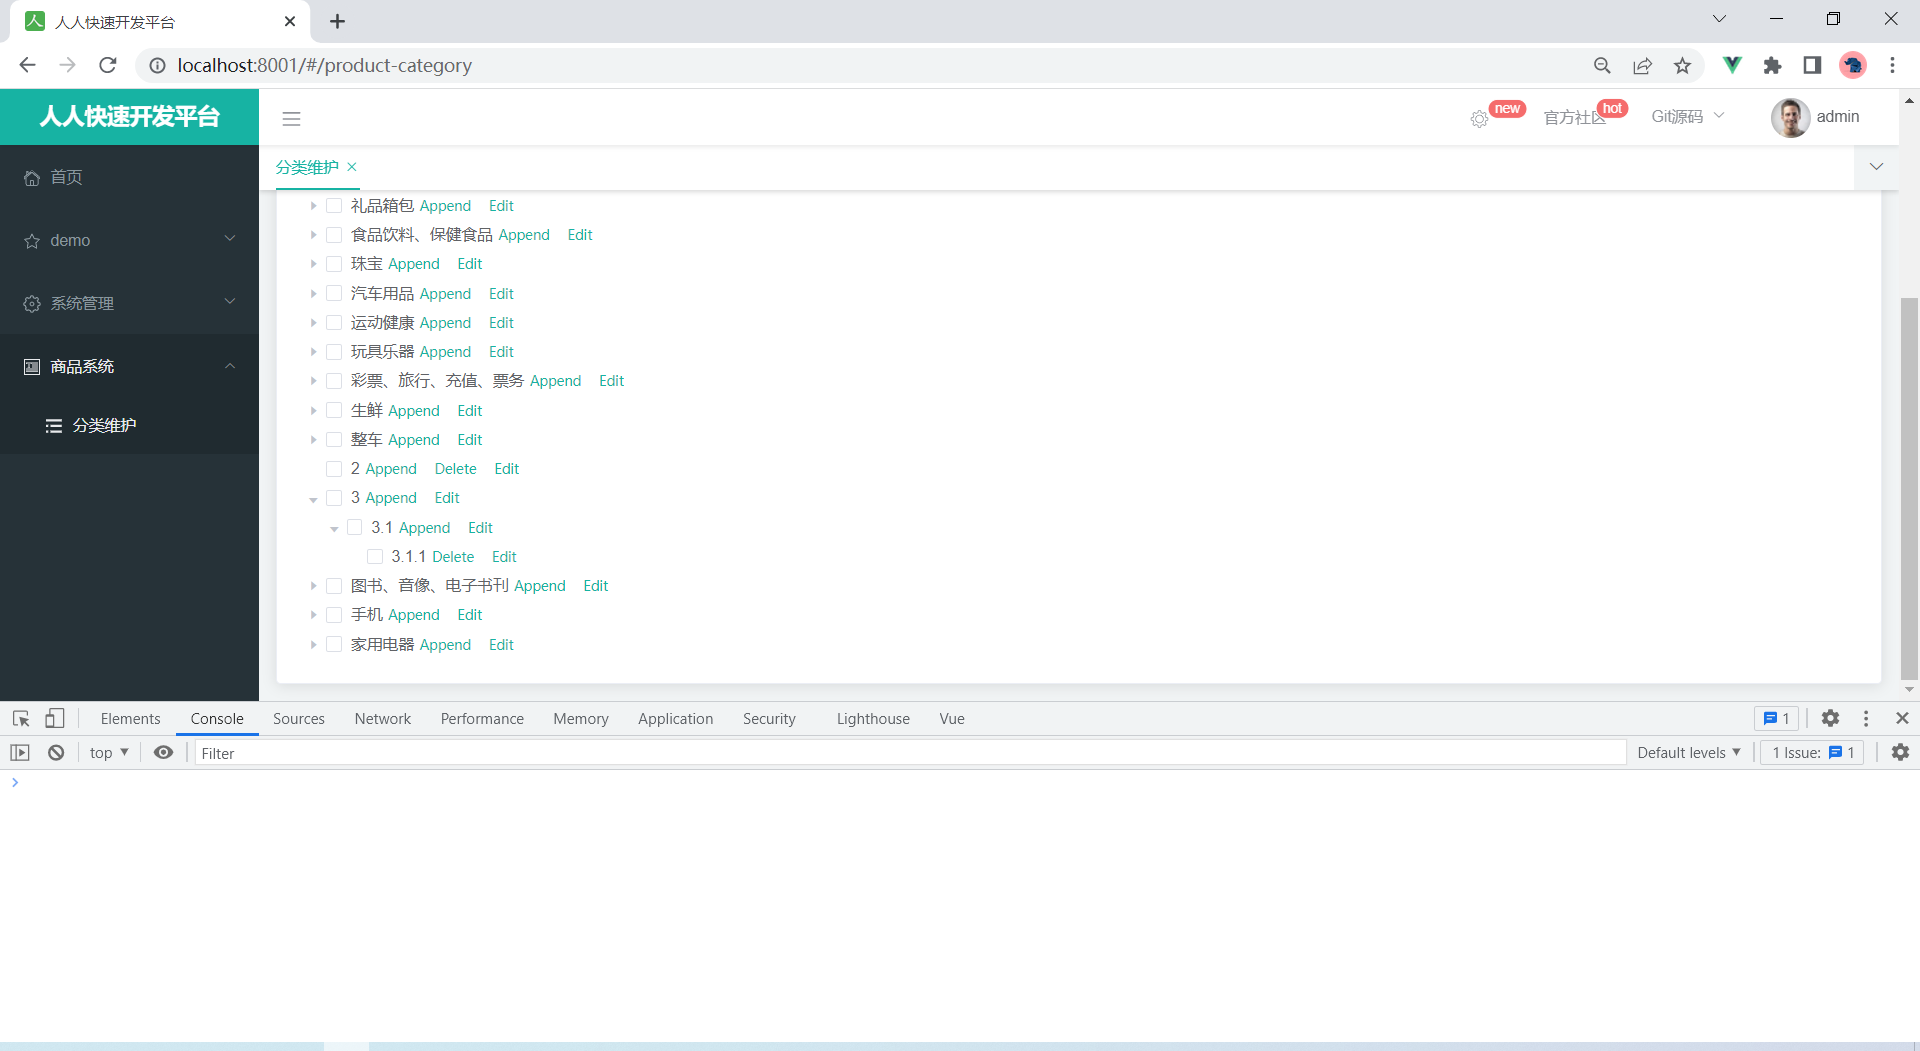 人人快速开发平台
localhost:8001/#/product-category
人人快速开发平台
new
官方社区
hot
Git源码
admin
首页
demo
系统管理
商品系统
分类维护
分类维护
礼品箱包 Append Edit
食品饮料、保健食品 Append Edit
珠宝 Append Edit
汽车用品 Append Edit
运动健康 Append Edit
玩具乐器 Append Edit
彩票、旅行、充值、票务 Append Edit
生鲜 Append Edit
整车 Append Edit
2 Append Delete Edit
3 Append Edit
3.1 Append Edit
3.1.1 Delete Edit
图书、音像、电子书刊 Append Edit
手机 Append Edit
家用电器 Append Edit
Elements Console Sources Network Performance Memory Application Security Lighthouse Vue 1
top Filter Default levels 1 Issue: 1